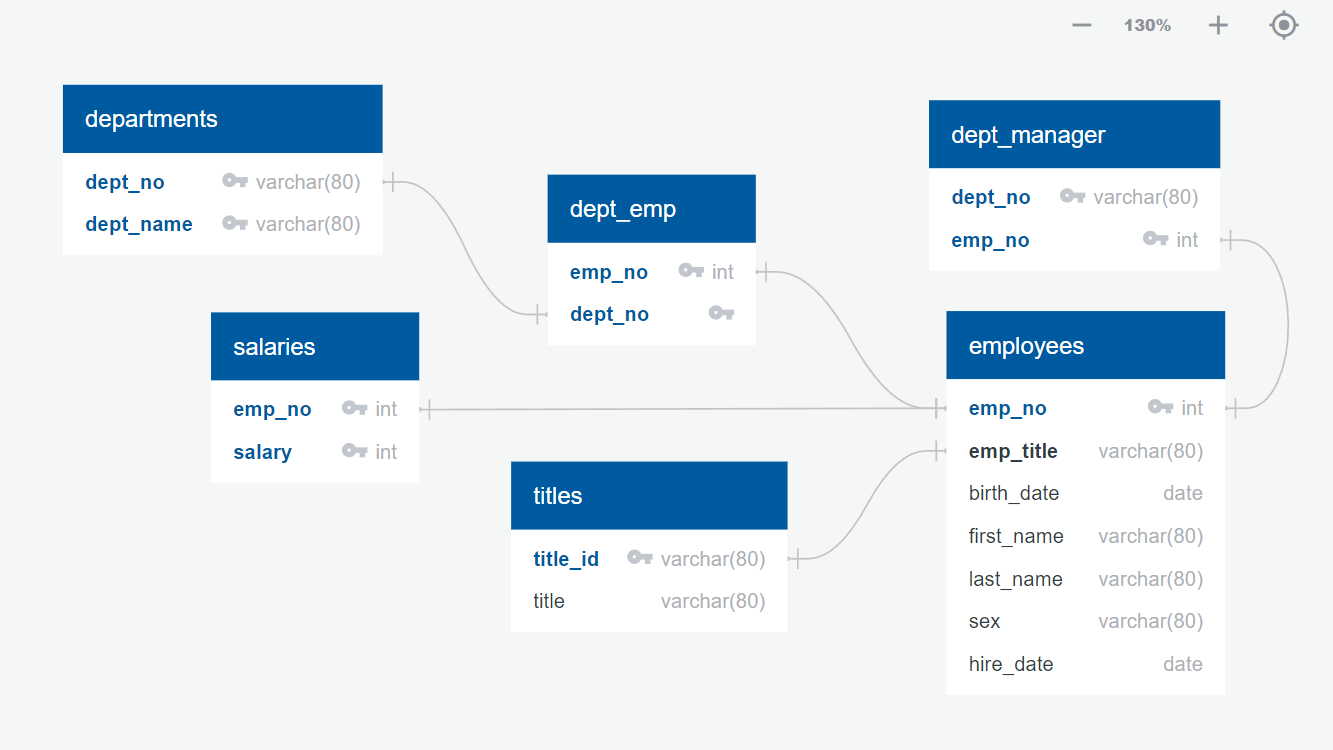 130%
departments
dept_no varchar(80)
dept_name varchar(80)
dept_manager
dept_no varchar(80)
emp_no int
dept_emp
emp_no int
dept_no
salaries
emp_no int
salary int
employees
emp_no int
emp_title varchar(80)
birth_date date
first_name varchar(80)
last_name varchar(80)
sex varchar(80)
hire_date date
titles
title_id varchar(80)
title varchar(80)